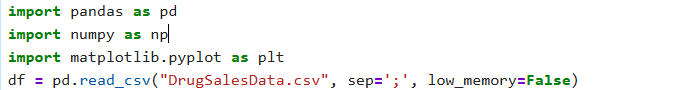 import pandas as pd
import numpy as np
import matplotlib.pyplot as plt
df = pd.read_csv("DrugSalesData.csv", sep=';', low_memory=False)